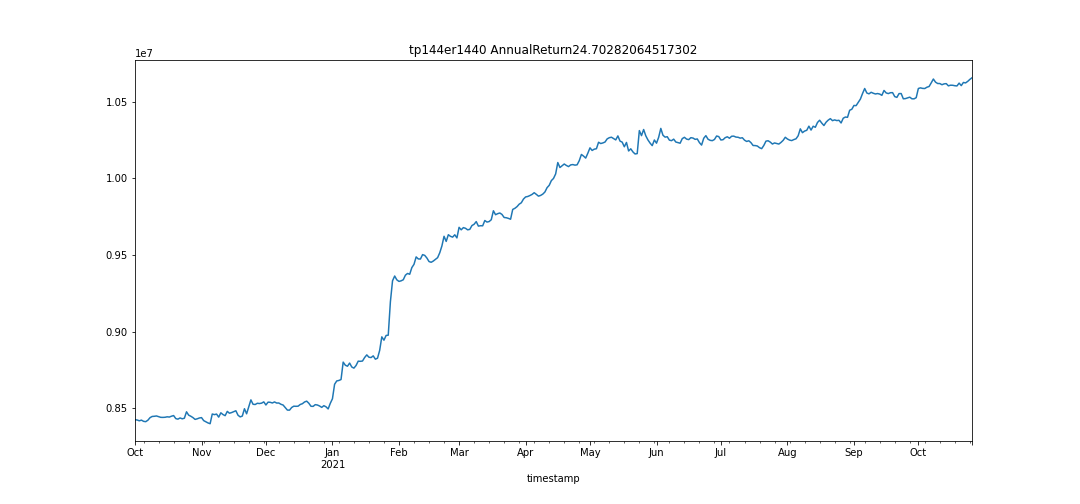 tp144er1440 AnnualReturn24.70282064517302
1e7
1.05
1.00
0.95
0.90
0.85
Oct Nov Dec Jan Feb Mar Apr May Jun Jul Aug Sep Oct
2021
timestamp